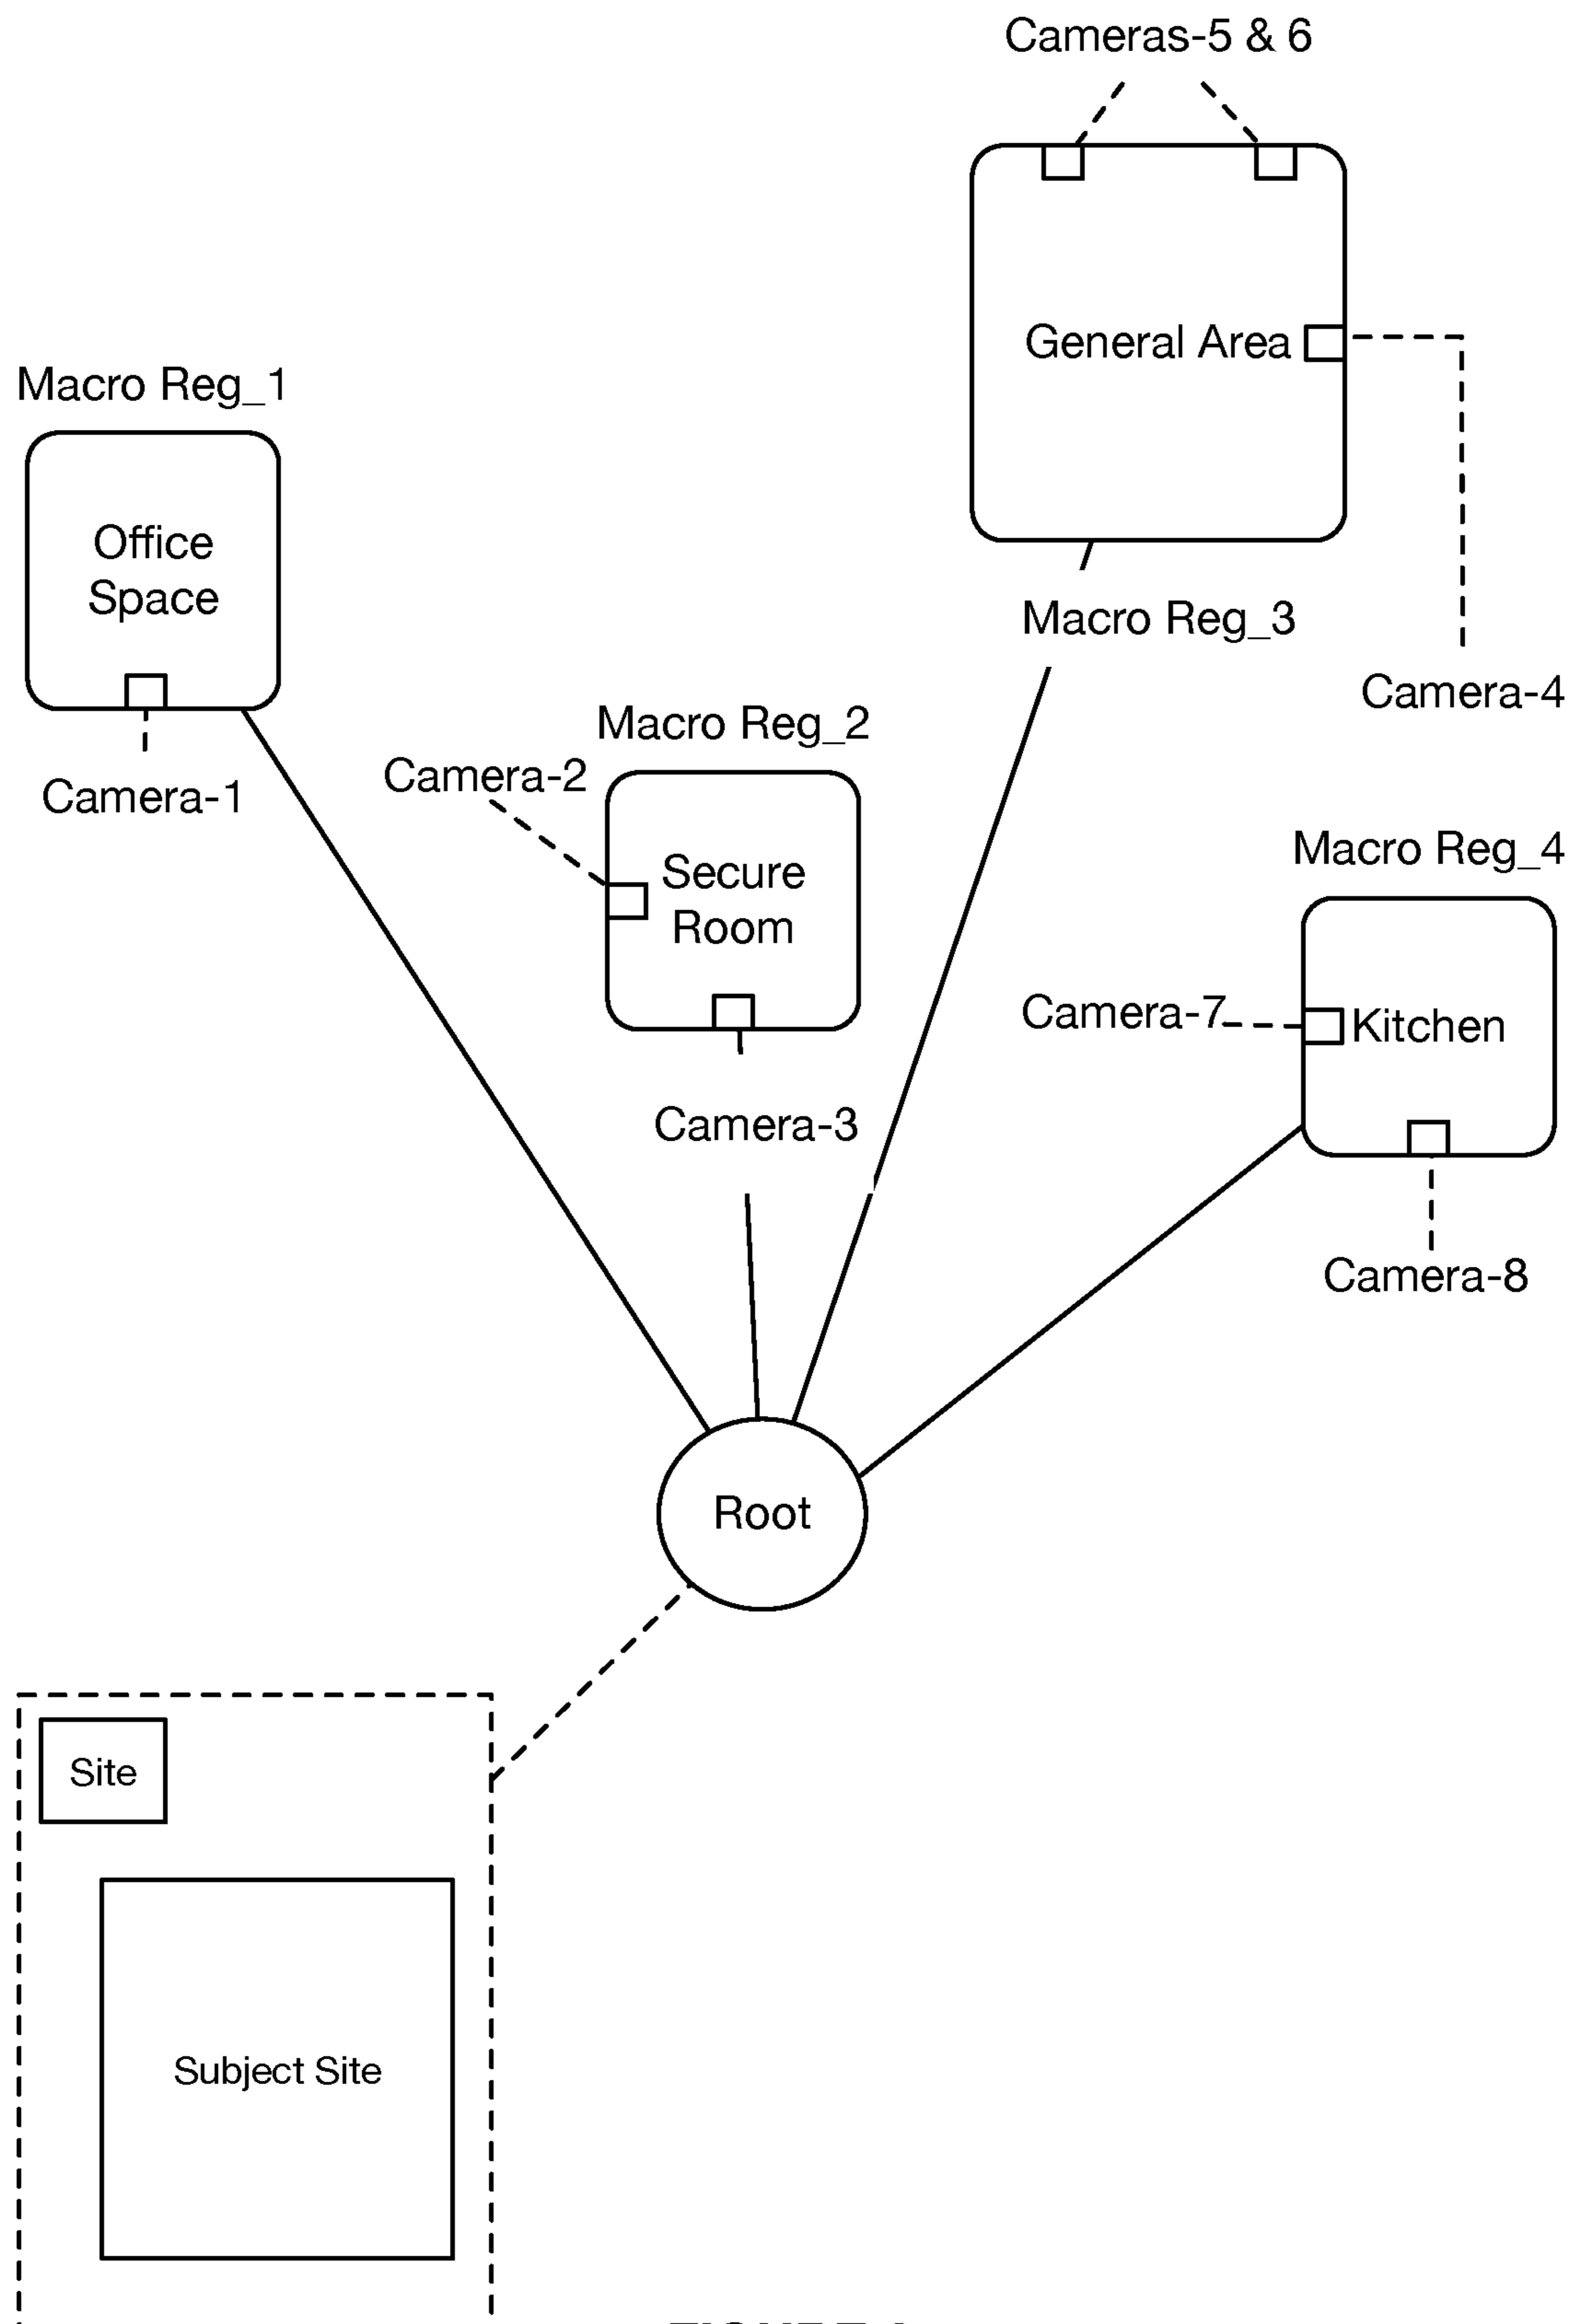 Cameras-5 & 6
General Area
Macro Reg_1
Office
Space
Macro Reg_3
Camera-4
Macro Reg_2
Camera-2
Camera-1
Secure
Room
Macro Reg_4
Camera-7
Kitchen
Camera-3
Camera-8
Root
Site
Subject Site